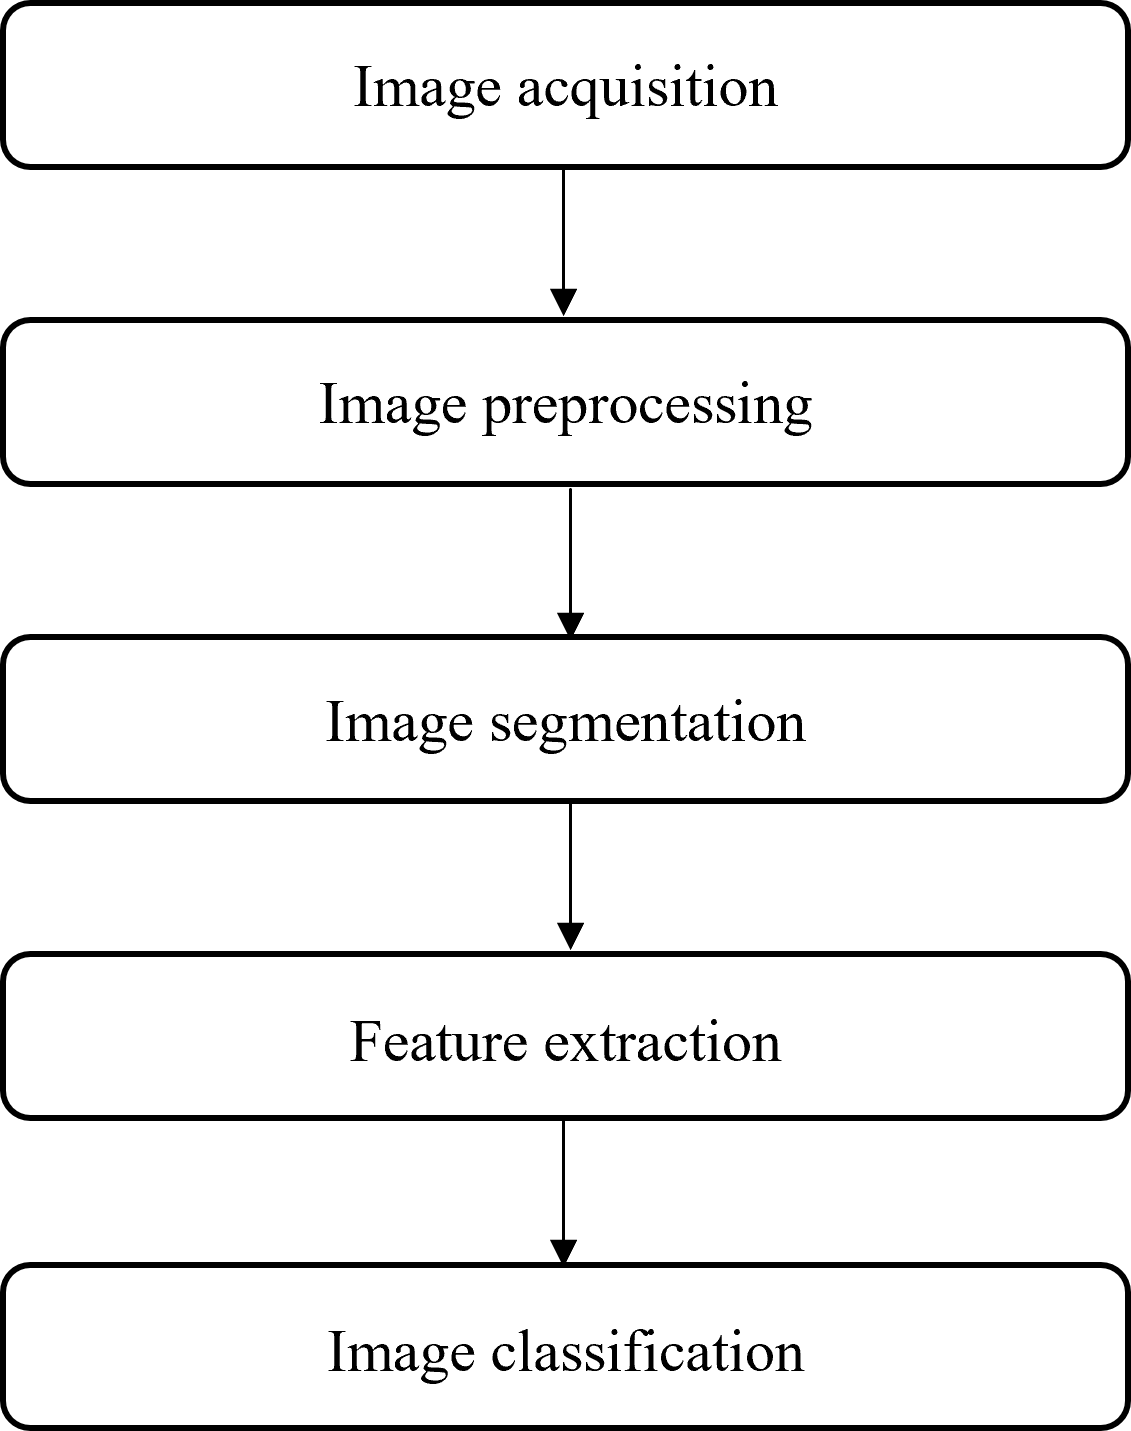 Image acquisition
Image preprocessing
Image segmentation
Feature extraction
Image classification